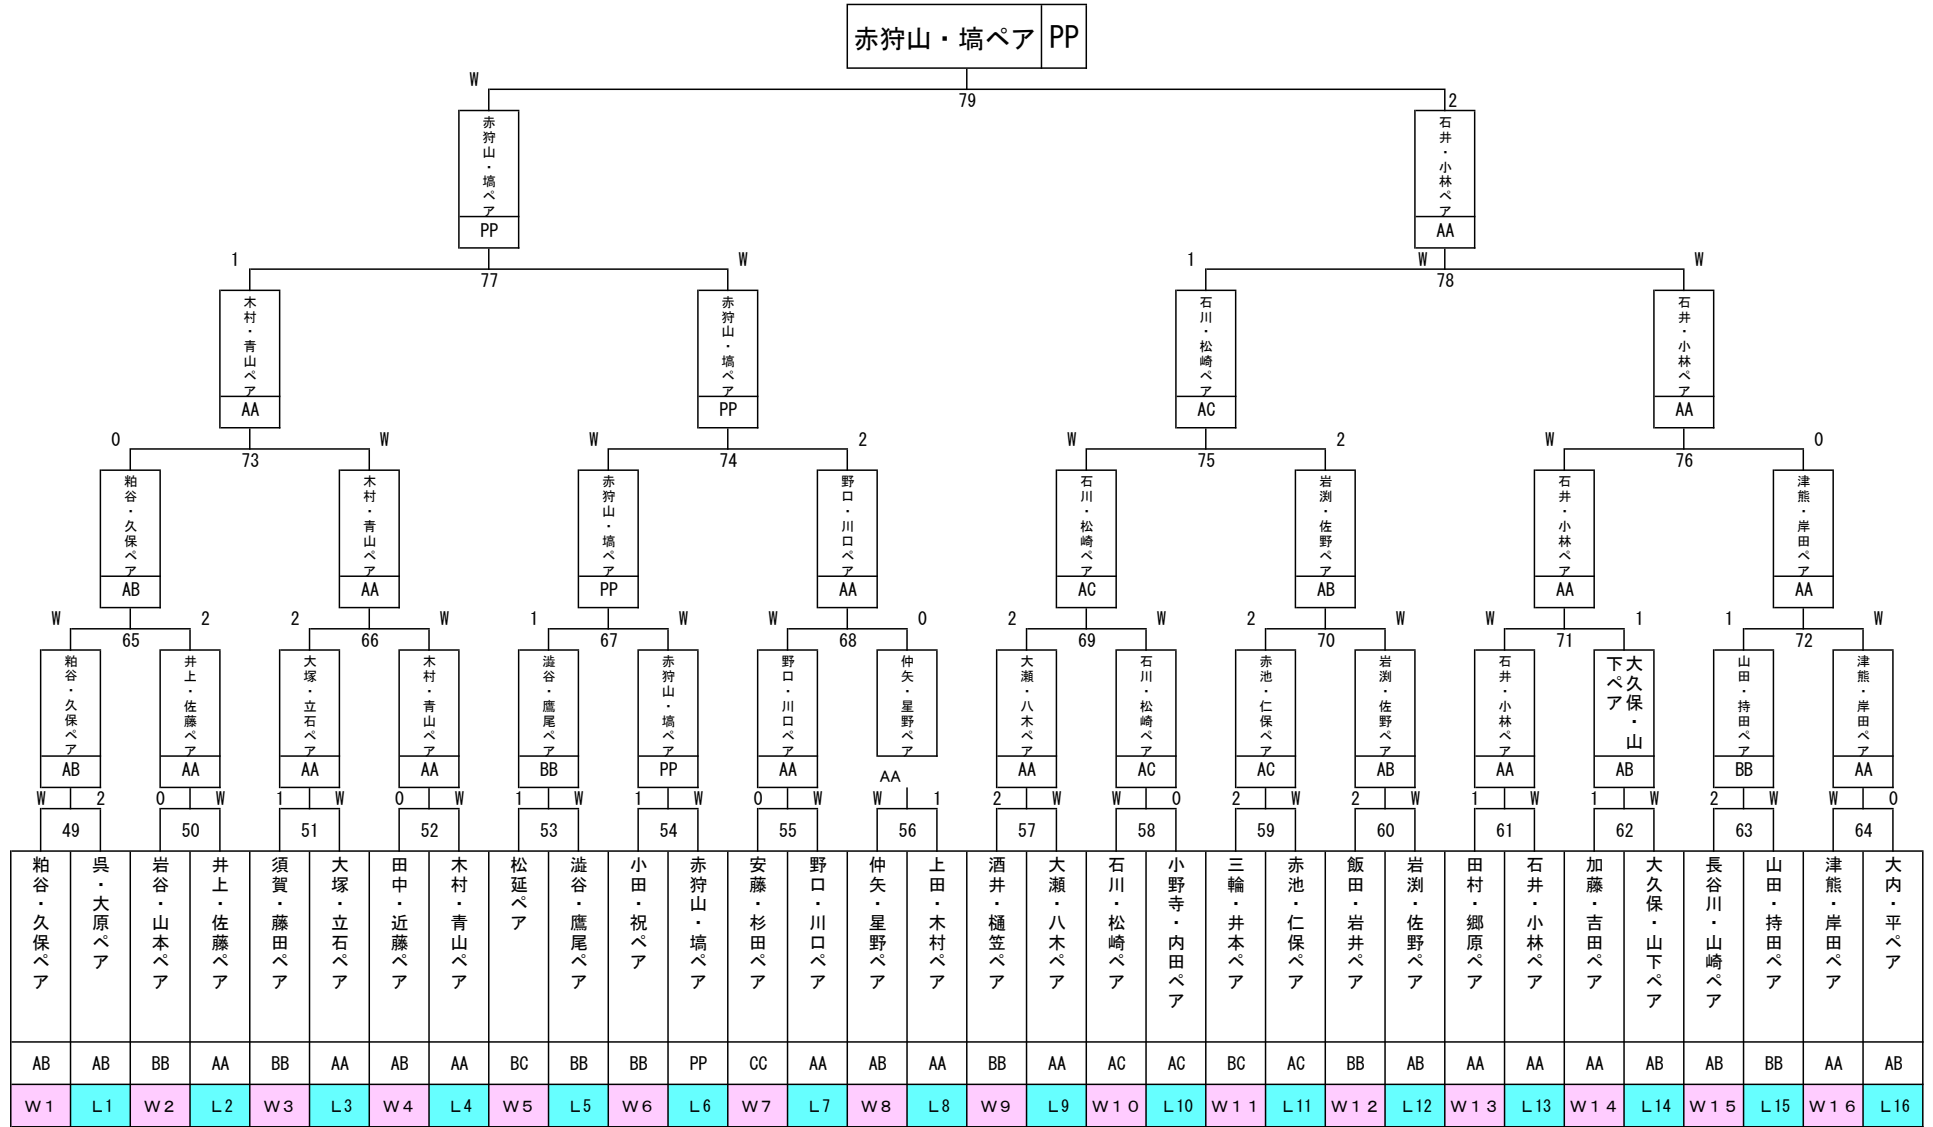 赤狩山・塙ペア PP
W 79 2
赤狩山・塙ペア 石井・小林ペア
PP AA
1 77 W 1 W 78 W
木村・青山ペア 赤狩山・塙ペア 石川・松崎ペア 石井・小林ペア
AA PP AC AA
0 73 W W 74 2 W 75 2 W 76 0
粕谷・久保ペア 木村・青山ペア 赤狩山・塙ペア 野口・川口ペア 石川・松崎ペア 岩渕・佐野ペア 石井・小林ペア 津熊・岸田ペア
AB AA PP AA AC AB AA AA
W 65 2 2 66 W 1 67 W W 68 0 2 69 W 2 70 W W 71 1 1 72 W
粕谷・久保ペア 井上・佐藤ペア 大塚・立石ペア 木村・青山ペア 澁谷・鷹尾ペア 赤狩山・塙ペア 野口・川口ペア 仲矢・星野ペア 大瀬・八木ペア 石川・松崎ペア 赤池・仁保ペア 岩渕・佐野ペア 石井・小林ペア 大久保・山下ペア 山田・持田ペア 津熊・岸田ペア
AB AA AA AA BB PP AA AA AA AC AC AB AA AB BB AA
W 2 0 W 1 W 0 W 1 W 1 W 0 W W 1 2 W W 0 2 W 2 W 1 W 1 W 2 W W 0
49 50 51 52 53 54 55 56 57 58 59 60 61 62 63 64
粕谷・久保ペア 呉・大原ペア 岩谷・山本ペア 井上・佐藤ペア 須賀・藤田ペア 大塚・立石ペア 田中・近藤ペア 木村・青山ペア 松延ペア 澁谷・鷹尾ペア 小田・祝ペア 赤狩山・塙ペア 安藤・杉田ペア 野口・川口ペア 仲矢・星野ペア 上田・木村ペア 酒井・樋笠ペア 大瀬・八木ペア 石川・松崎ペア 小野寺・内田ペア 三輪・井本ペア 赤池・仁保ペア 飯田・岩井ペア 岩渕・佐野ペア 田村・郷原ペア 石井・小林ペア 加藤・吉田ペア 大久保・山下ペア 長谷川・山崎ペア 山田・持田ペア 津熊・岸田ペア 大内・平ペア
AB AB BB AA BB AA AB AA BC BB BB PP CC AA AB AA BB AA AC AC BC AC BB AB AA AA AA AB AB BB AA AB
W1 L1 W2 L2 W3 L3 W4 L4 W5 L5 W6 L6 W7 L7 W8 L8 W9 L9 W10 L10 W11 L11 W12 L12 W13 L13 W14 L14 W15 L15 W16 L16